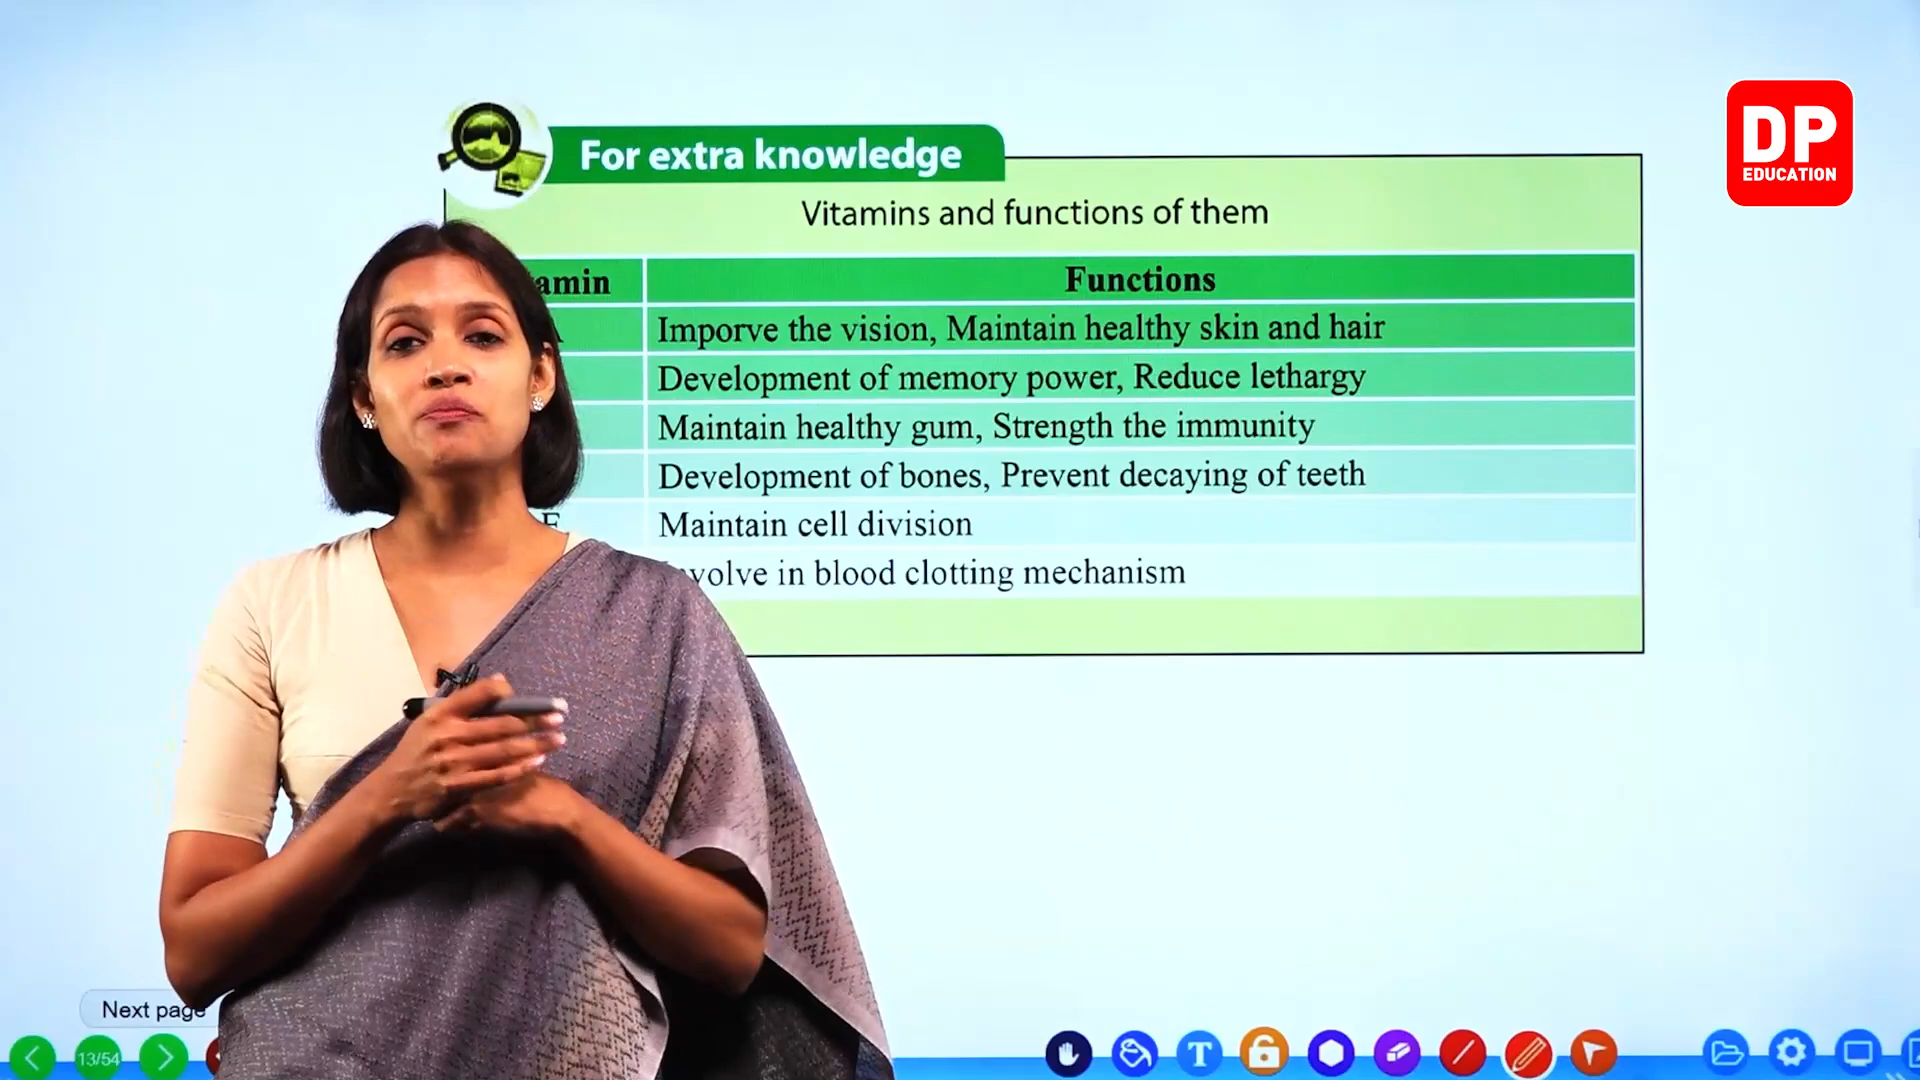 DP
EDUCATION
For extra knowledge
Vitamins and functions of them
amin Functions
Imporve the vision, Maintain healthy skin and hair
Development of memory power, Reduce lethargy
Maintain healthy gum, Strength the immunity
Development of bones, Prevent decaying of teeth
E Maintain cell division
volve in blood clotting mechanism
Next page
13/54
T